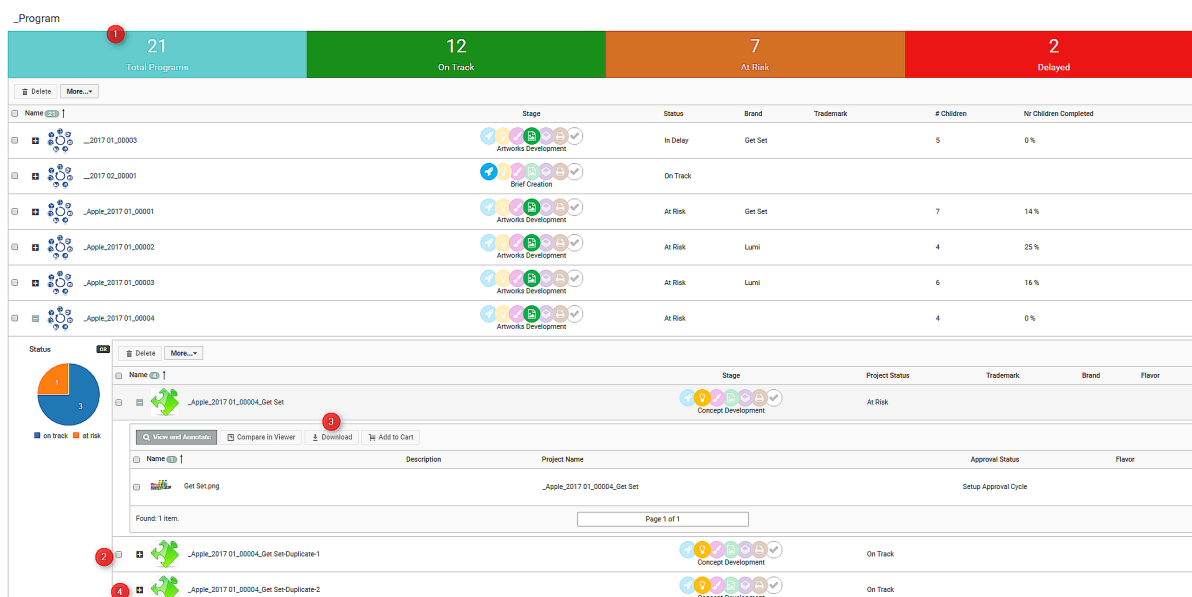 _Program
1
21 12 7 2
Total Programs On Track At Risk Delayed
Delete More...
Name 21 Stage Status Brand Trademark # Children Nr Children Completed
__2017 01_00003 Artworks Development In Delay Get Set 5 0 %
__2017 02_00001 Brief Creation On Track
_Apple_2017 01_00001 Artworks Development At Risk Get Set 7 14 %
_Apple_2017 01_00002 Artworks Development At Risk Lumi 4 25 %
_Apple_2017 01_00003 Artworks Development At Risk Lumi 6 16 %
_Apple_2017 01_00004 Artworks Development At Risk 4 0 %
Status OR
1
3
on track at risk
Delete More...
Name 4 Stage Project Status Trademark Brand Flavor
_Apple_2017 01_00004_Get Set Concept Development At Risk
3
View and Annotate Compare in Viewer Download Add to Cart
Name 1 Description Project Name Approval Status Flavor
Get Set.png _Apple_2017 01_00004_Get Set Setup Approval Cycle
Found: 1 item. Page 1 of 1
2 _Apple_2017 01_00004_Get Set-Duplicate-1 Concept Development On Track
4 _Apple_2017 01_00004_Get Set-Duplicate-2 Concept Development On Track